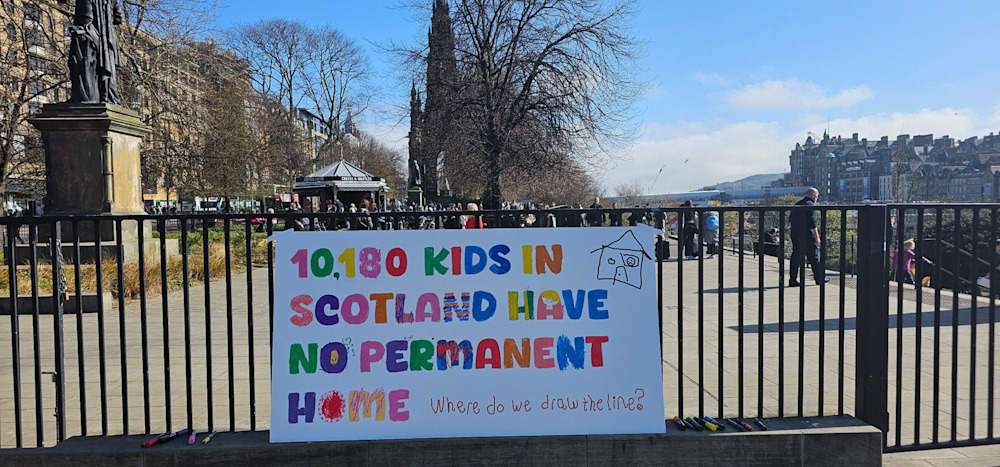 10,180 KIDS IN
SCOTLAND HAVE
NO PERMANENT
HOME Where do we draw the line?